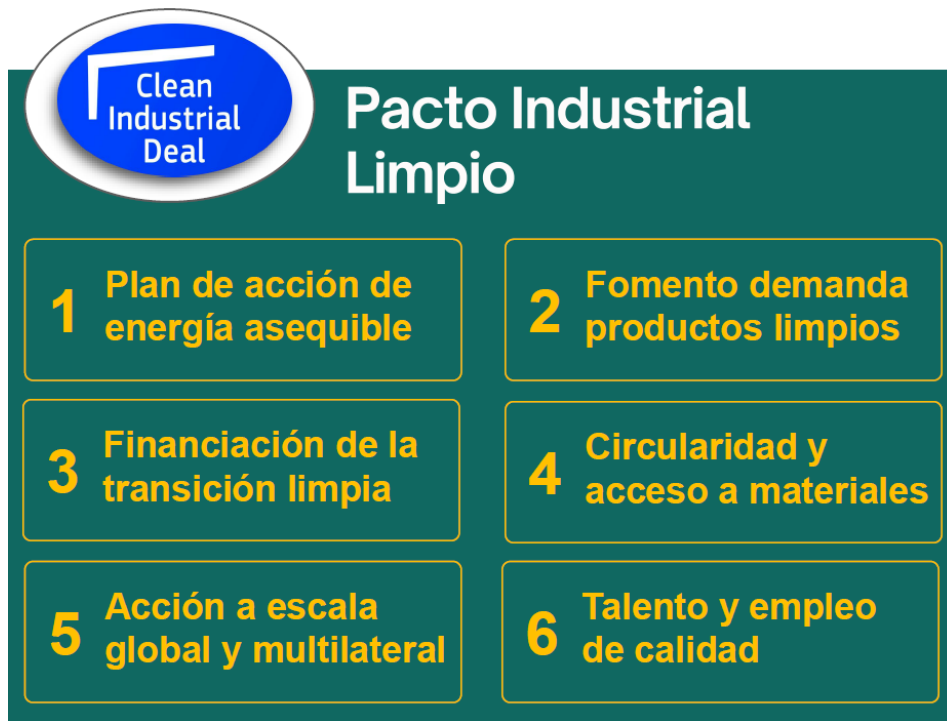 Clean
Industrial
Deal
Pacto Industrial
Limpio
1 Plan de acción de
energía asequible
2 Fomento demanda
productos limpios
3 Financiación de la
transición limpia
4 Circularidad y
acceso a materiales
5 Acción a escala
global y multilateral
6 Talento y empleo
de calidad